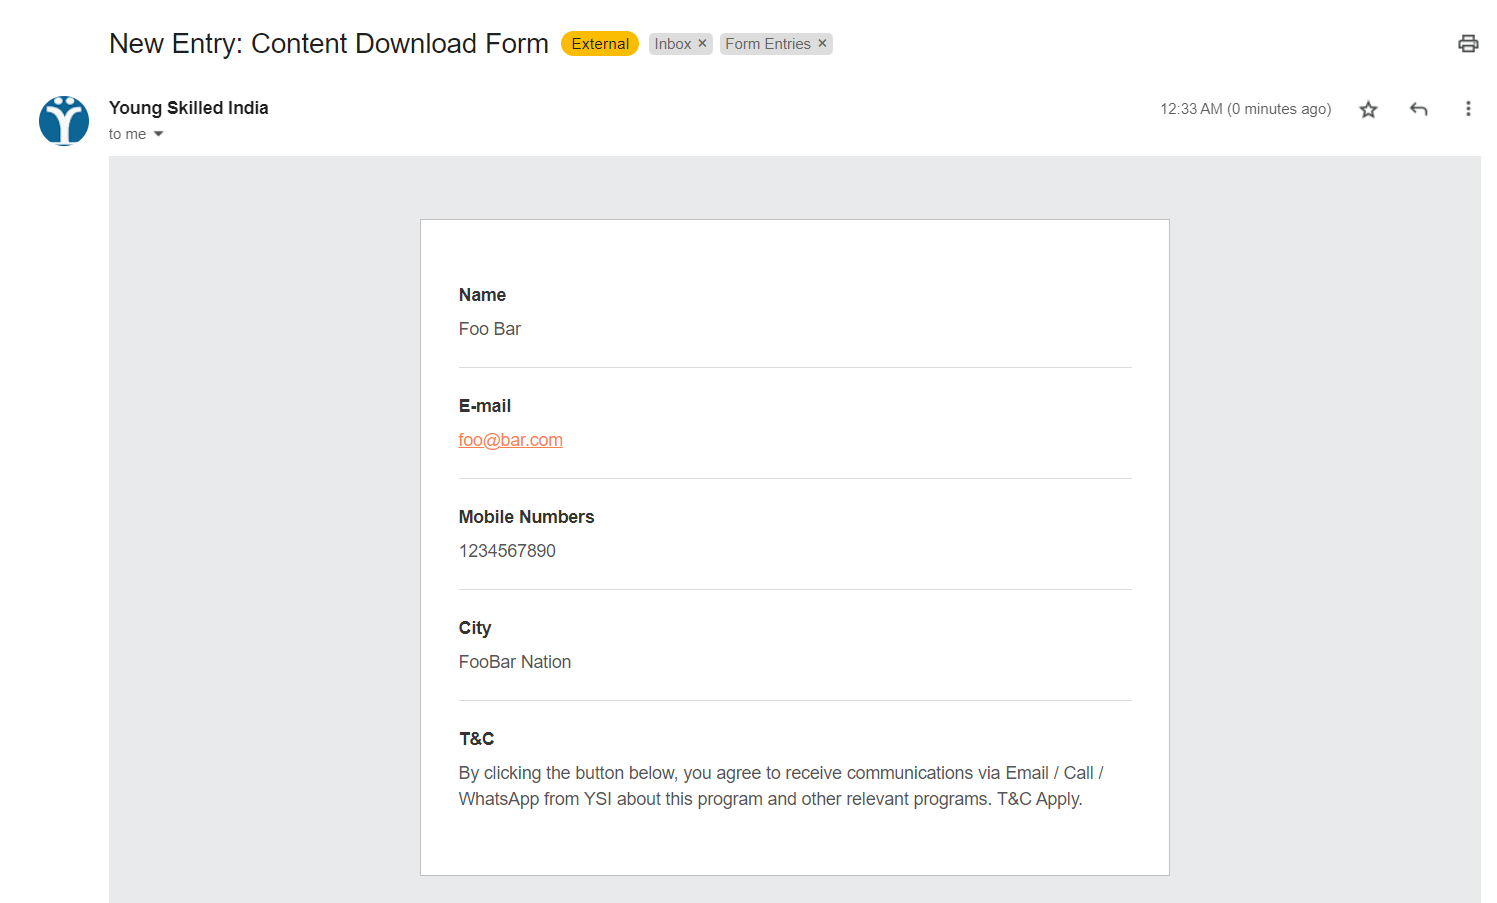 New Entry: Content Download Form External Inbox × Form Entries ×
Young Skilled India 12:33 AM (0 minutes ago)
to me
Name
Foo Bar
E-mail
foo@bar.com
Mobile Numbers
1234567890
City
FooBar Nation
T&C
By clicking the button below, you agree to receive communications via Email / Call /
WhatsApp from YSI about this program and other relevant programs. T&C Apply.